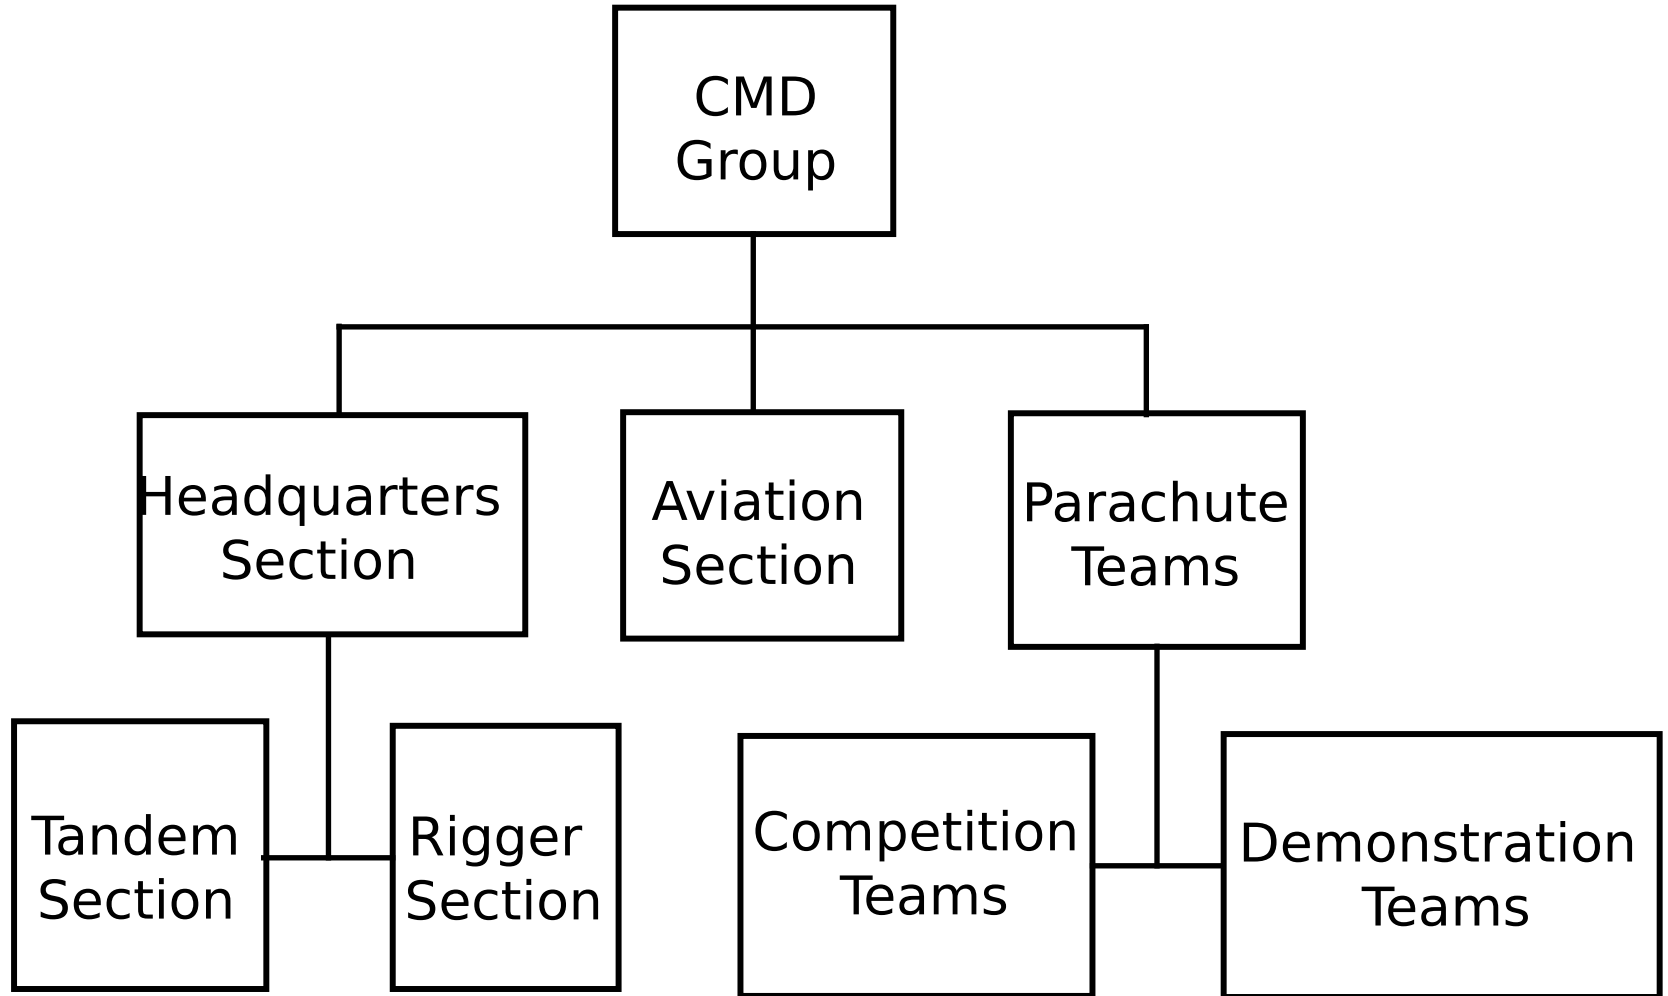 CMD
Group
Headquarters
Section
Aviation
Section
Parachute
Teams
Tandem
Section
Rigger
Section
Competition
Teams
Demonstration
Teams